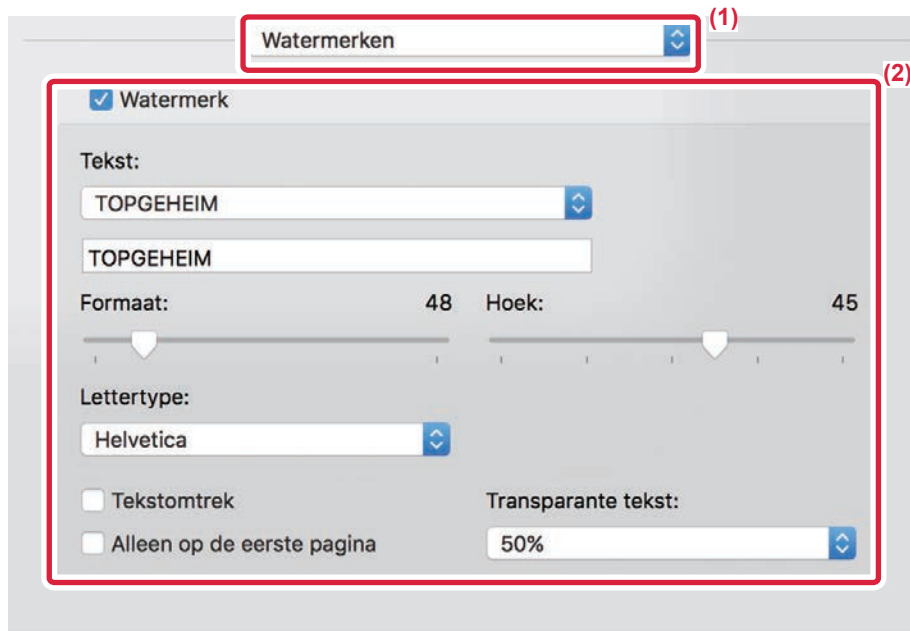 (1)
Watermerken
(2)
Watermerk
Tekst:
TOPGEHEIM
TOPGEHEIM
Formaat: 48 Hoek: 45
Lettertype:
Helvetica
Tekstomtrek Transparante tekst:
Alleen op de eerste pagina 50%